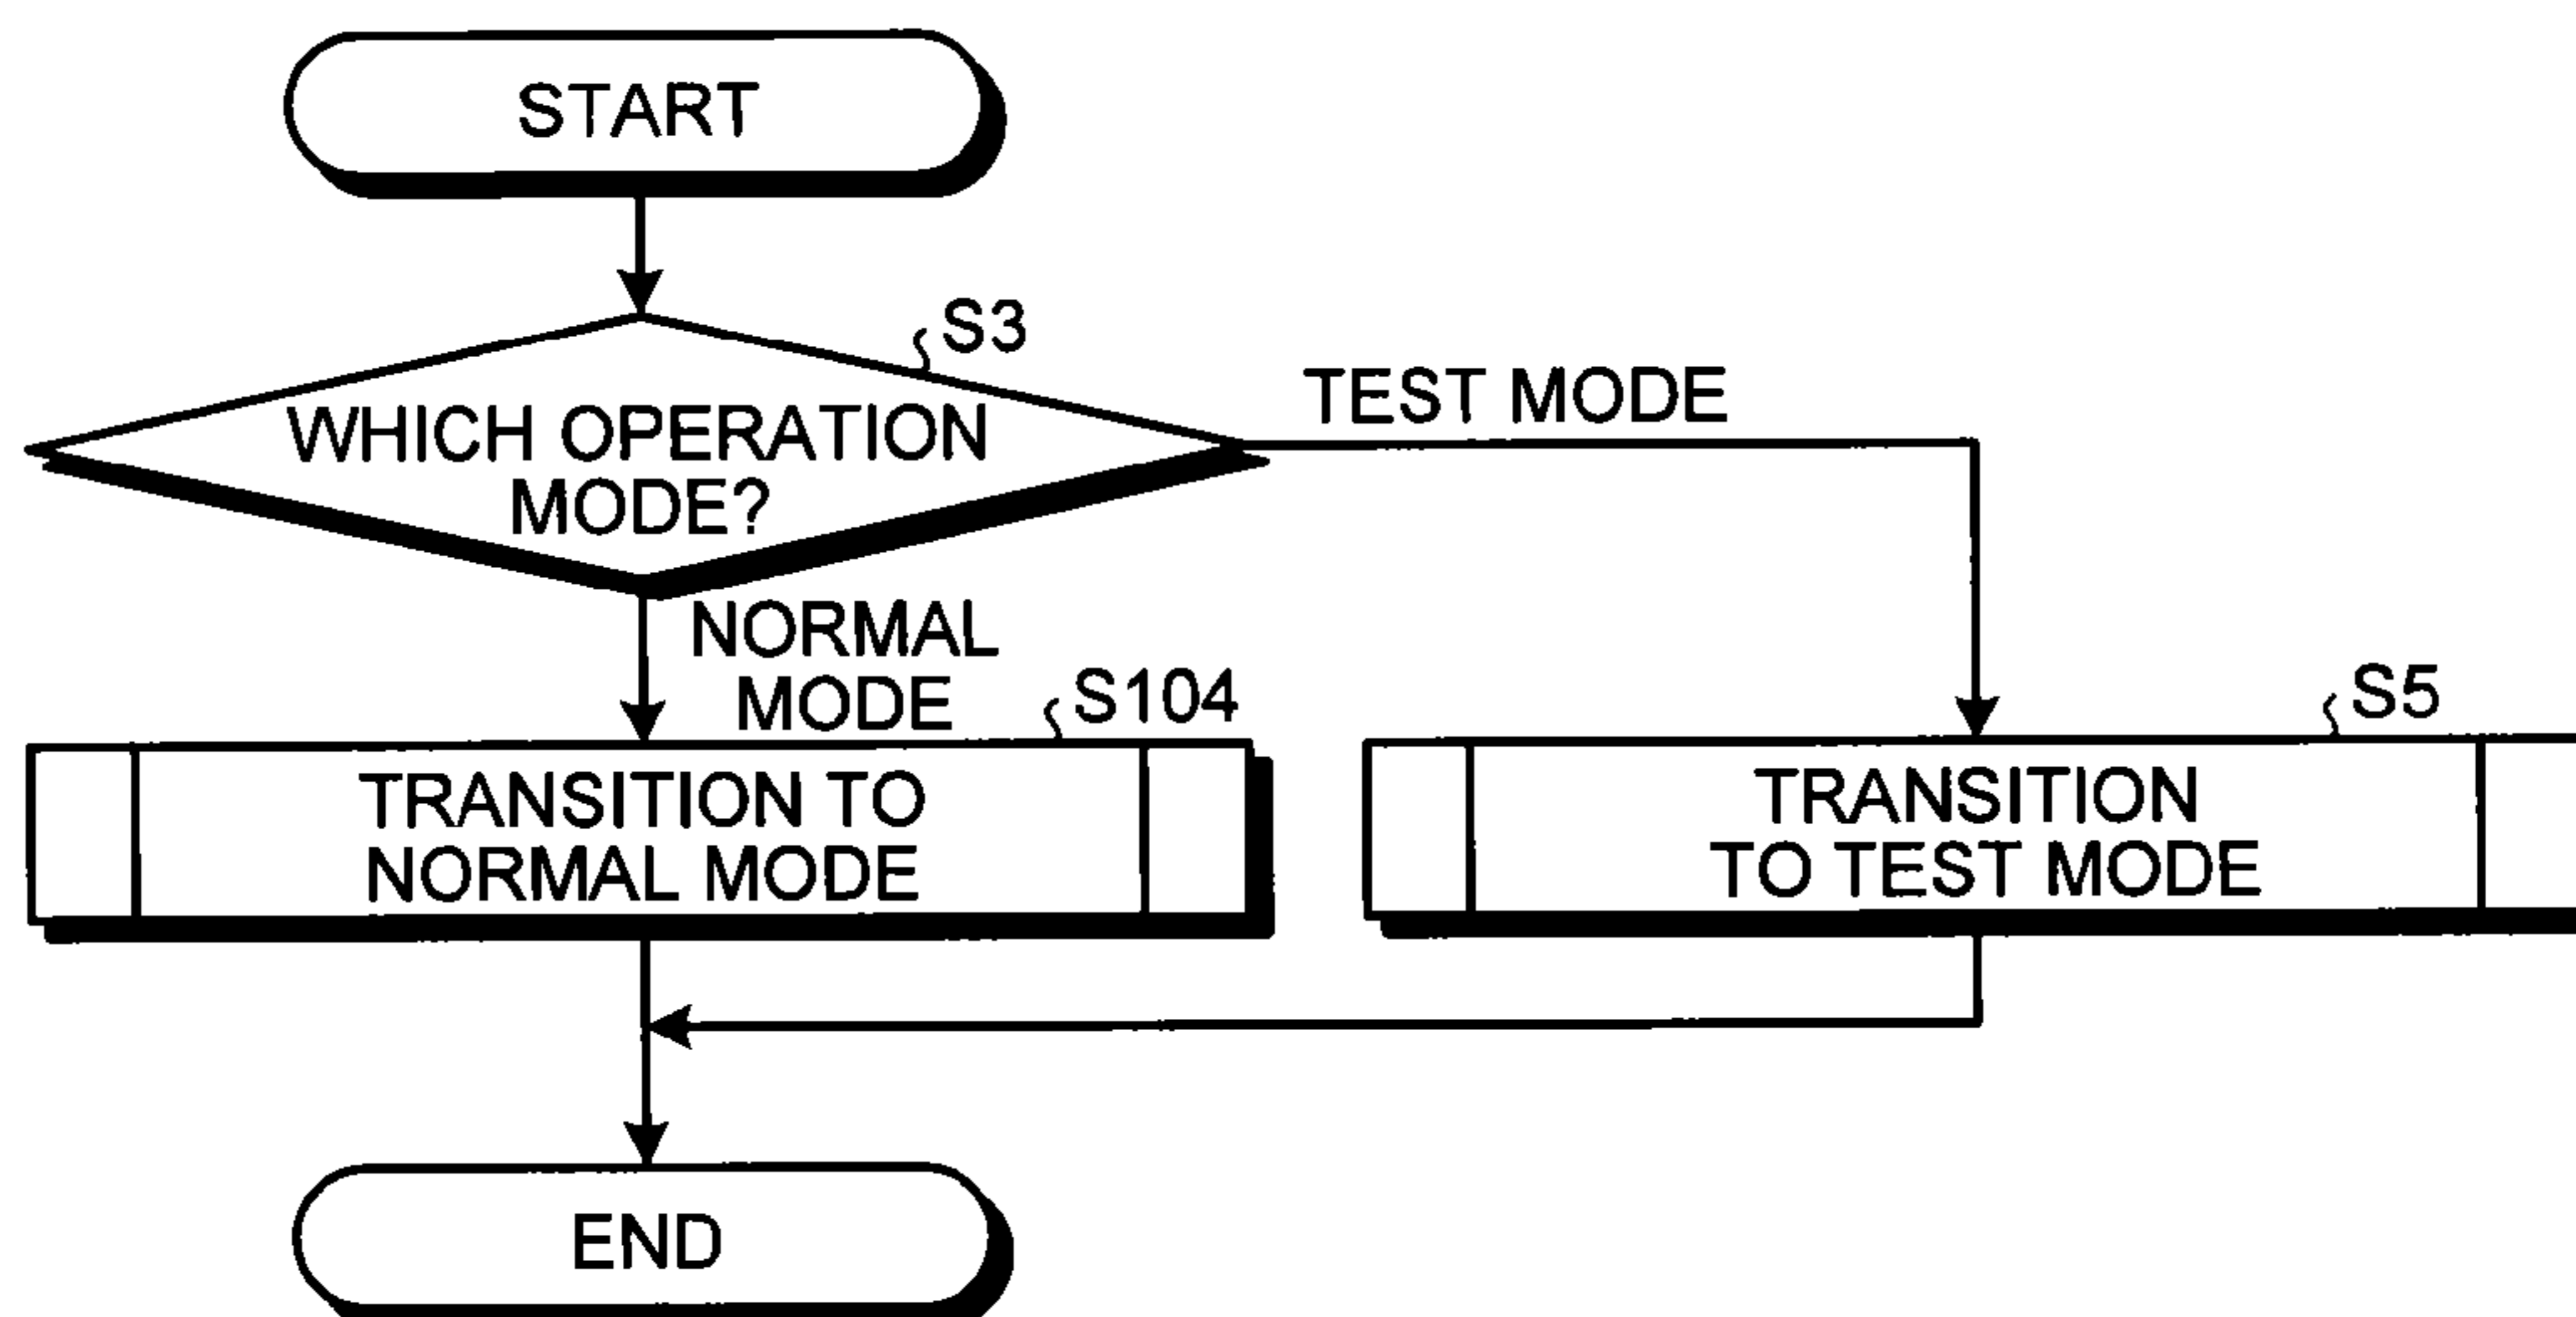 START
S3
WHICH OPERATION
MODE?
TEST MODE
NORMAL
MODE
S104
TRANSITION TO
NORMAL MODE
S5
TRANSITION
TO TEST MODE
END